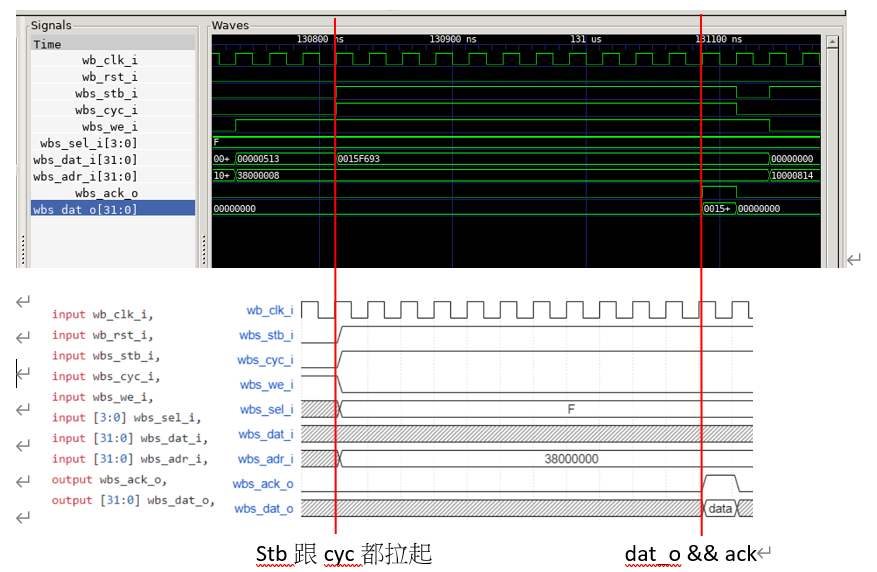 Signals
Waves
Time
130800 ns
130900 ns
131 us
131100 ns
wb_clk_i
wb_rst_i
wbs_stb_i
wbs_cyc_i
wbs_we_i
wbs_sel_i[3:0]
F
wbs_dat_i[31:0]
00+
00000513
0015F693
00000000
wbs_adr_i[31:0]
10+
38000008
10000814
wbs_ack_o
wbs_dat_o[31:0]
00000000
0015+
00000000
input wb_clk_i,
input wb_rst_i,
input wbs_stb_i,
input wbs_cyc_i,
input wbs_we_i,
input [3:0] wbs_sel_i,
input [31:0] wbs_dat_i,
input [31:0] wbs_adr_i,
output wbs_ack_o,
output [31:0] wbs_dat_o,
wb_clk_i
wbs_stb_i
wbs_cyc_i
wbs_we_i
wbs_sel_i
F
wbs_dat_i
wbs_adr_i
38000000
wbs_ack_o
wbs_dat_o
data
Stb 跟 cyc 都拉起
dat_o && ack